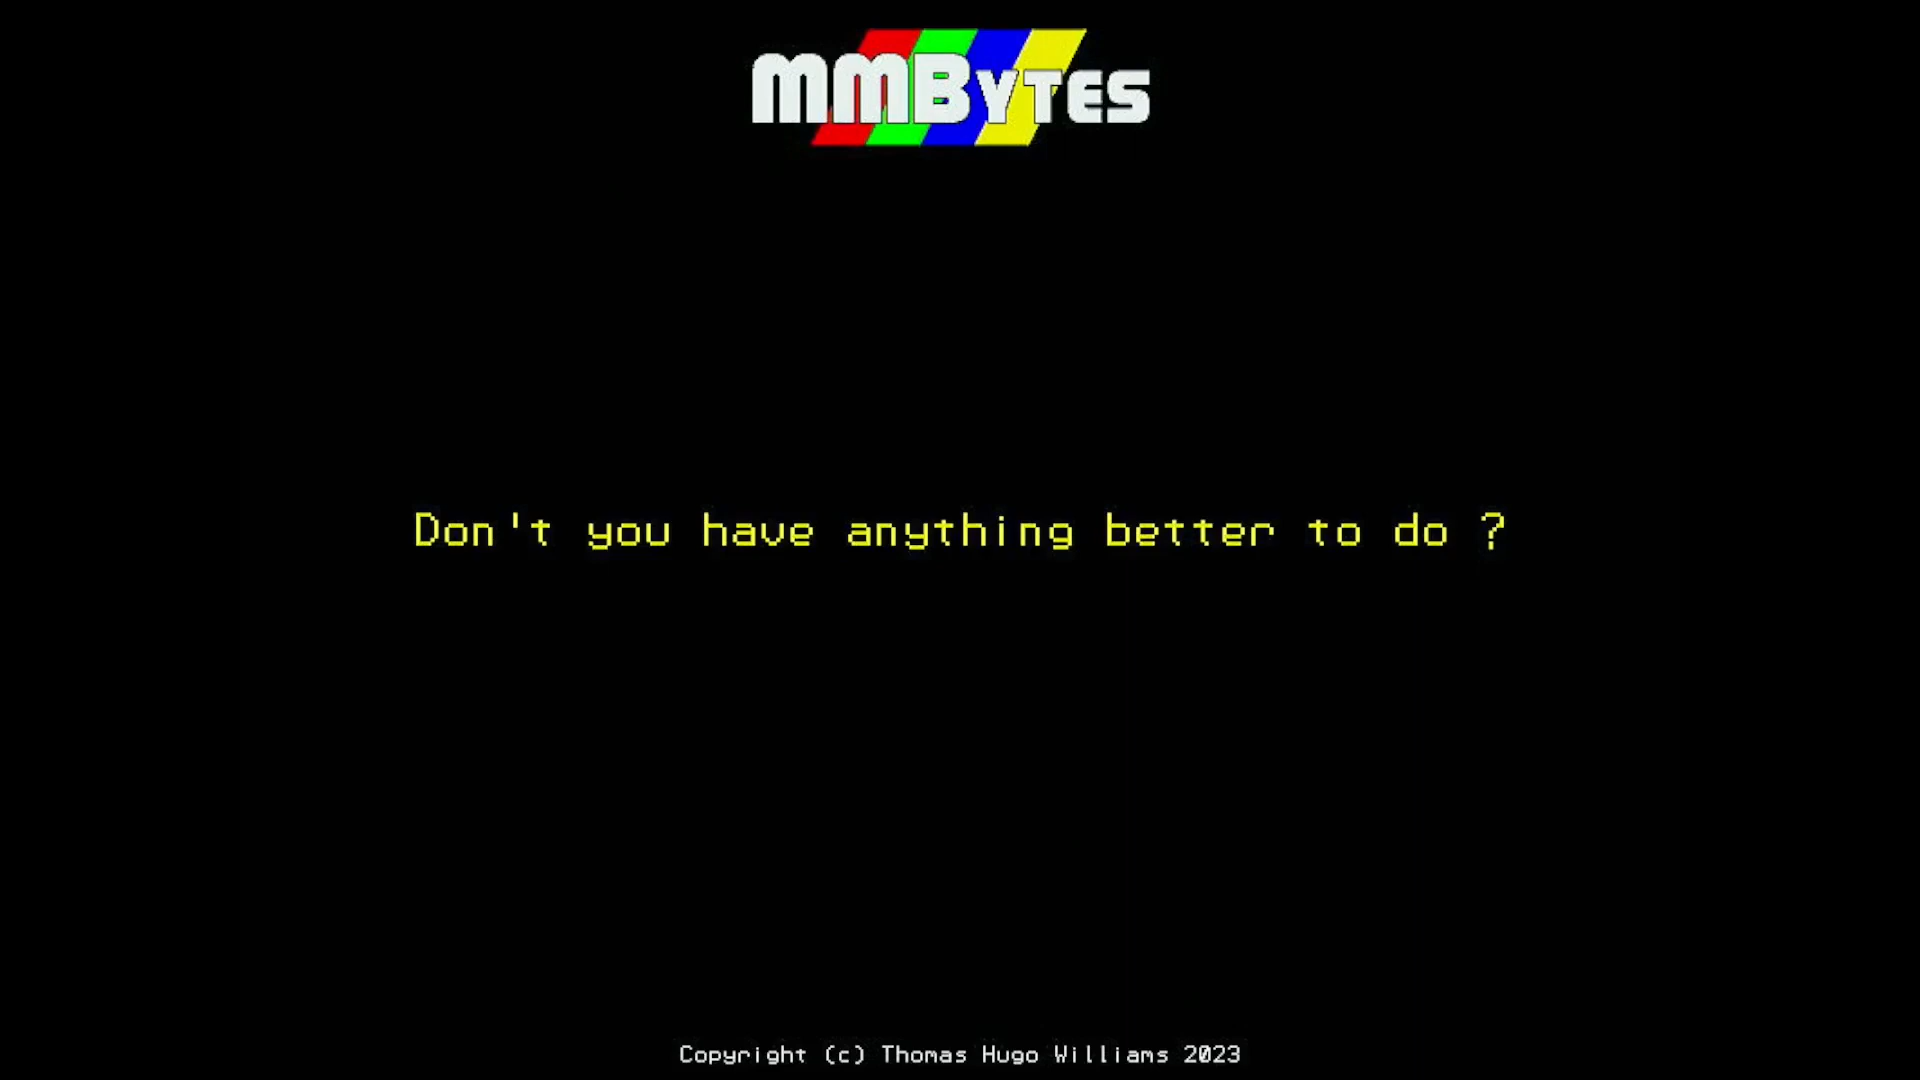 MMBYTES
Don't you have anything better to do ?
Copyright (c) Thomas Hugo Williams 2023